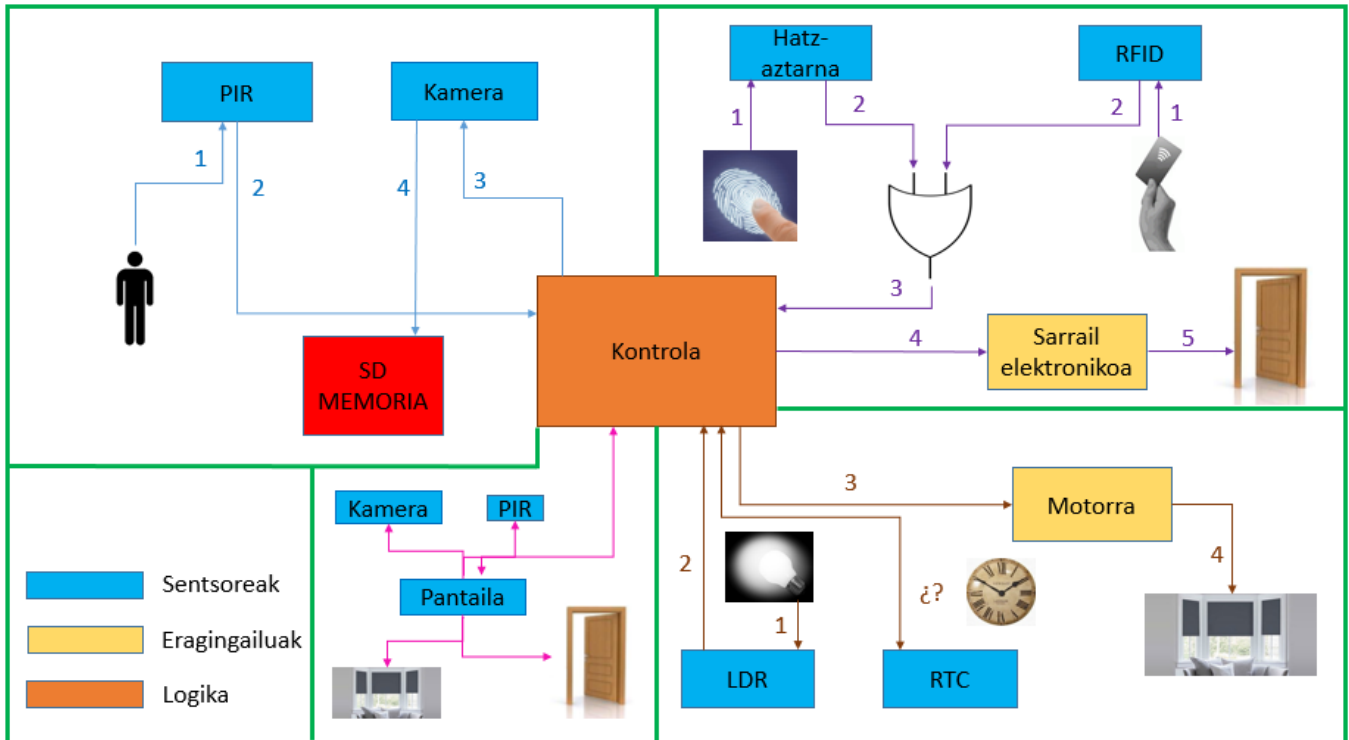 PIR
Kamera
1
2
4
3
SD
MEMORIA
Hatz-
aztarna
RFID
1
2
2
1
3
Kontrola
4
Sarrail
elektronikoa
5
Kamera
PIR
Pantaila
Sentsoreak
Eragingailuak
Logika
3
Motorra
2
¿?
4
1
LDR
RTC